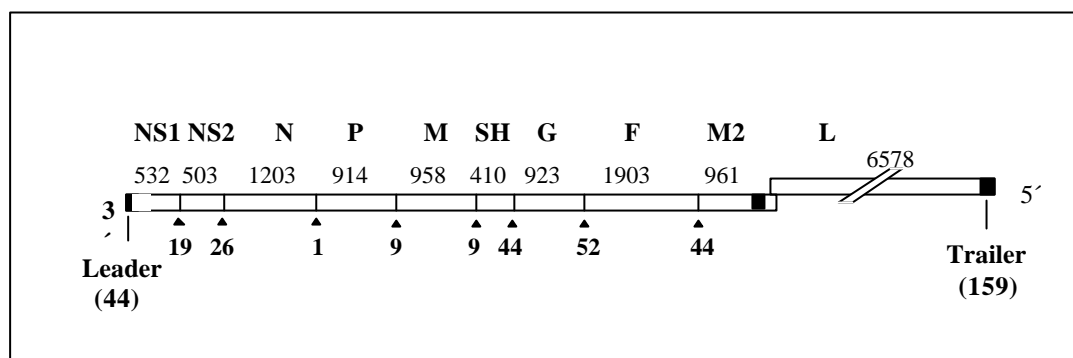 NS1 NS2 N P M SH G F M2 L
532 503 1203 914 958 410 923 1903 961 6578
3 5´
´
19 26 1 9 9 44 52 44
Leader Trailer
(44) (159)